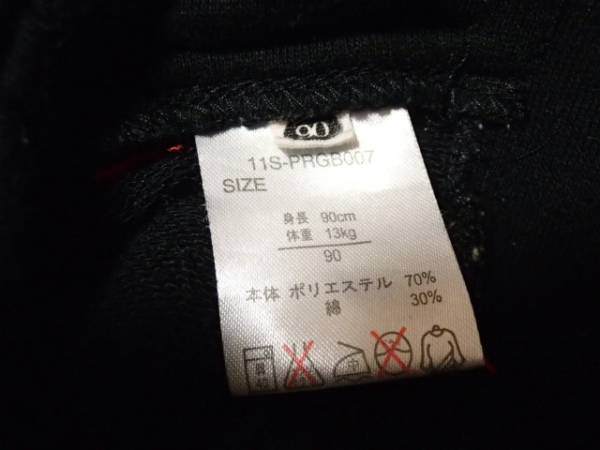 90
11S-PRGB007
SIZE
身長 90cm
体重 13kg
90
本体 ポリエステル 70%
綿 30%
中